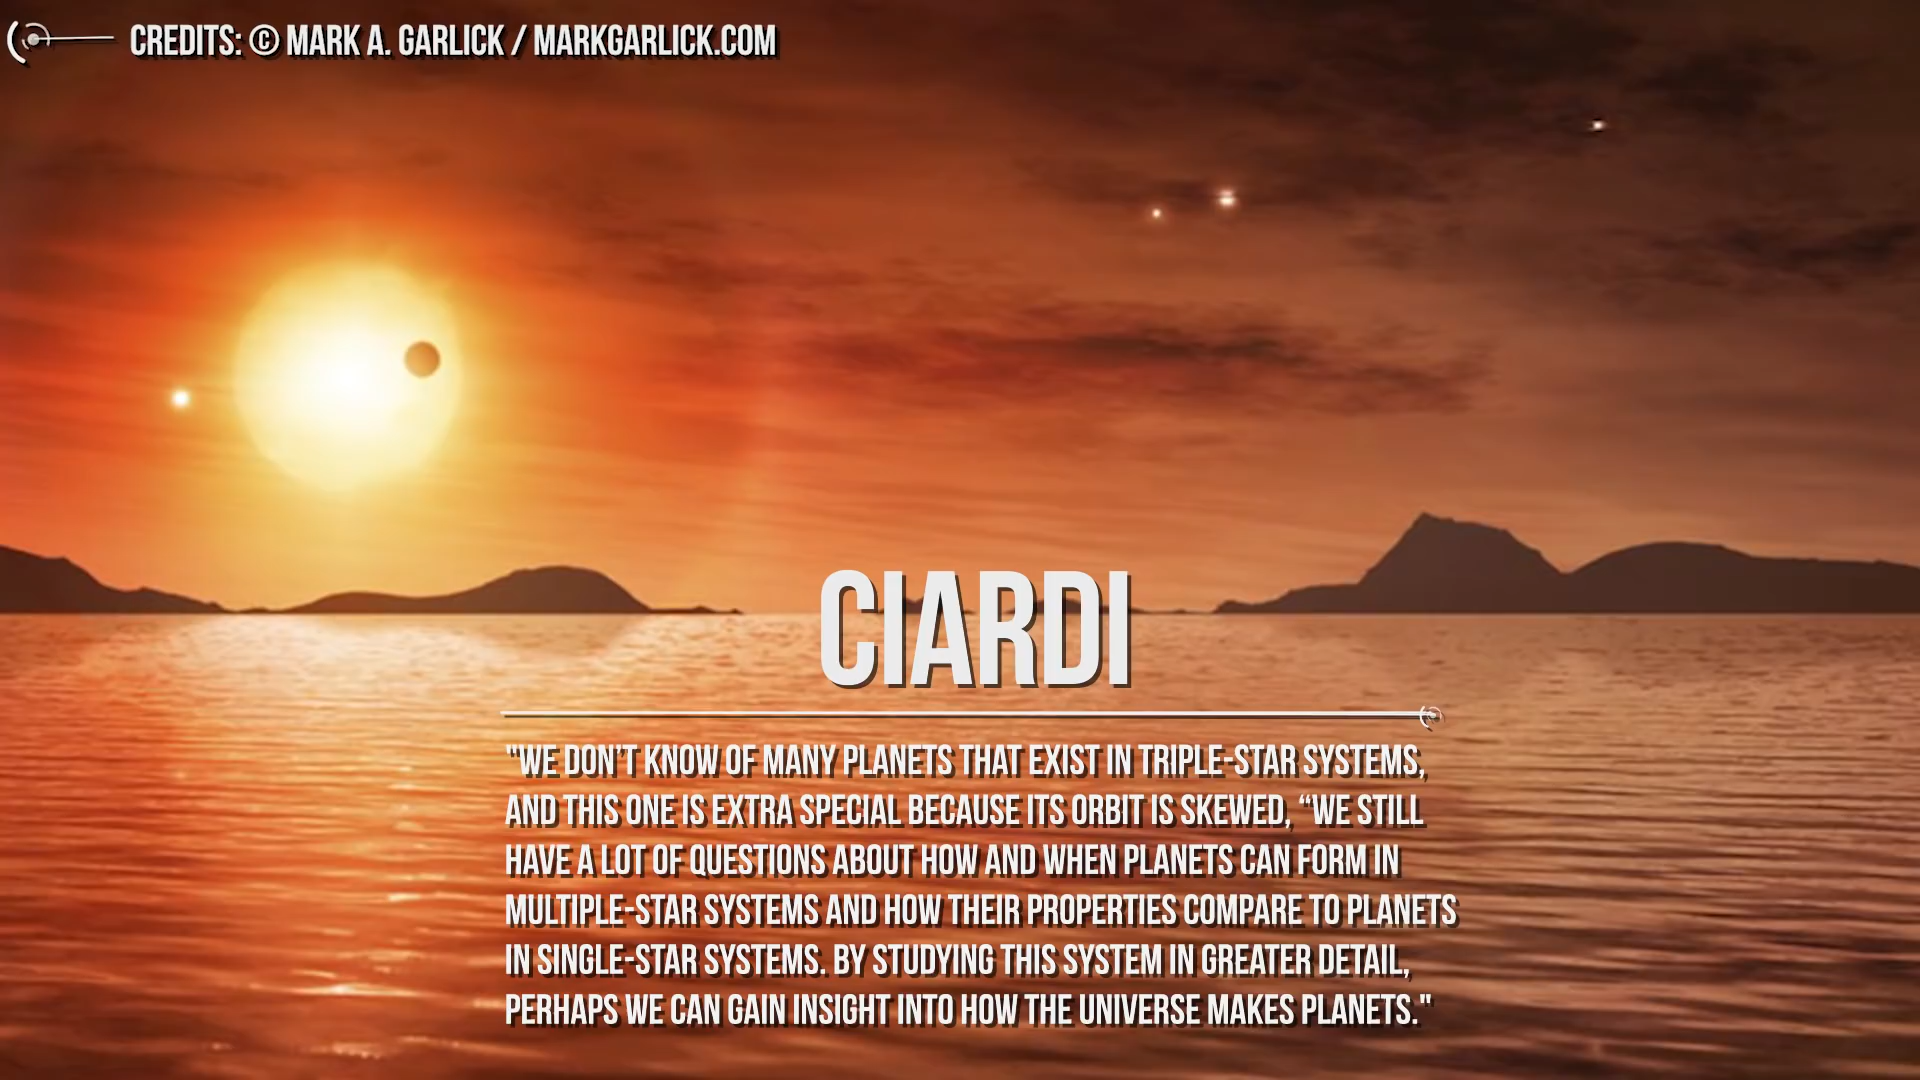 CREDITS: © MARK A. GARLICK / MARKGARLICK.COM
CIARDI
"WE DON’T KNOW OF MANY PLANETS THAT EXIST IN TRIPLE-STAR SYSTEMS,
AND THIS ONE IS EXTRA SPECIAL BECAUSE ITS ORBIT IS SKEWED, “WE STILL
HAVE A LOT OF QUESTIONS ABOUT HOW AND WHEN PLANETS CAN FORM IN
MULTIPLE-STAR SYSTEMS AND HOW THEIR PROPERTIES COMPARE TO PLANETS
IN SINGLE-STAR SYSTEMS. BY STUDYING THIS SYSTEM IN GREATER DETAIL,
PERHAPS WE CAN GAIN INSIGHT INTO HOW THE UNIVERSE MAKES PLANETS."